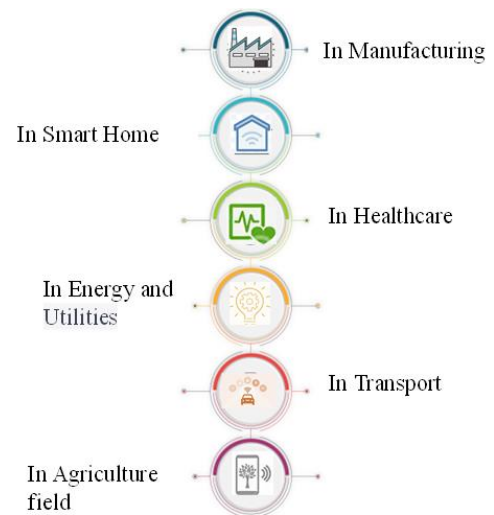 In Manufacturing
In Smart Home
In Healthcare
In Energy and
Utilities
In Transport
In Agriculture
field